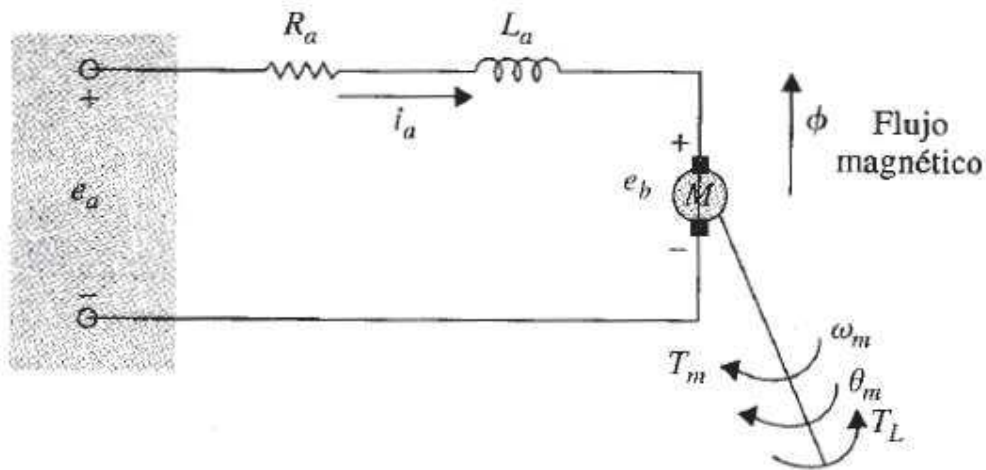 R_a
L_a
+
i_a
e_a
−
+
e_b
M
−
ϕ
Flujo
magnético
ω_m
T_m
θ_m
T_L